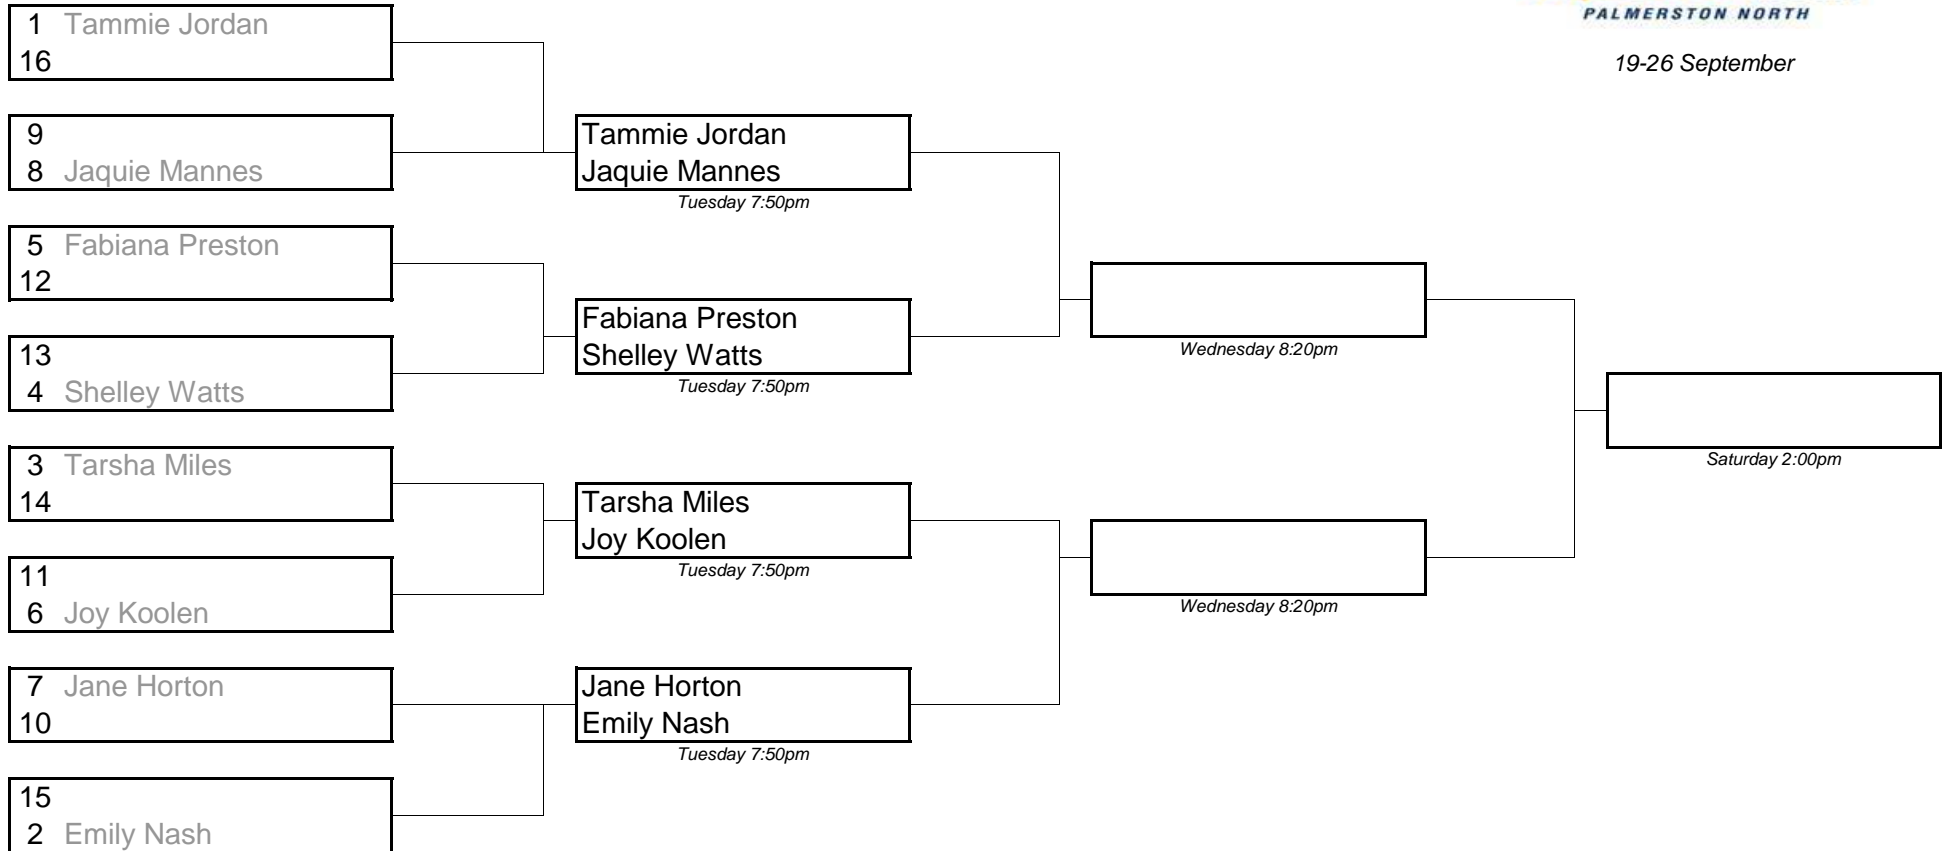 PALMERSTON NORTH
19-26 September
1 Tammie Jordan
16
9
8 Jaquie Mannes
5 Fabiana Preston
12
13
4 Shelley Watts
3 Tarsha Miles
14
11
6 Joy Koolen
7 Jane Horton
10
15
2 Emily Nash
Tammie Jordan
Jaquie Mannes
Tuesday 7:50pm
Fabiana Preston
Shelley Watts
Tuesday 7:50pm
Tarsha Miles
Joy Koolen
Tuesday 7:50pm
Jane Horton
Emily Nash
Tuesday 7:50pm
Wednesday 8:20pm
Wednesday 8:20pm
Saturday 2:00pm